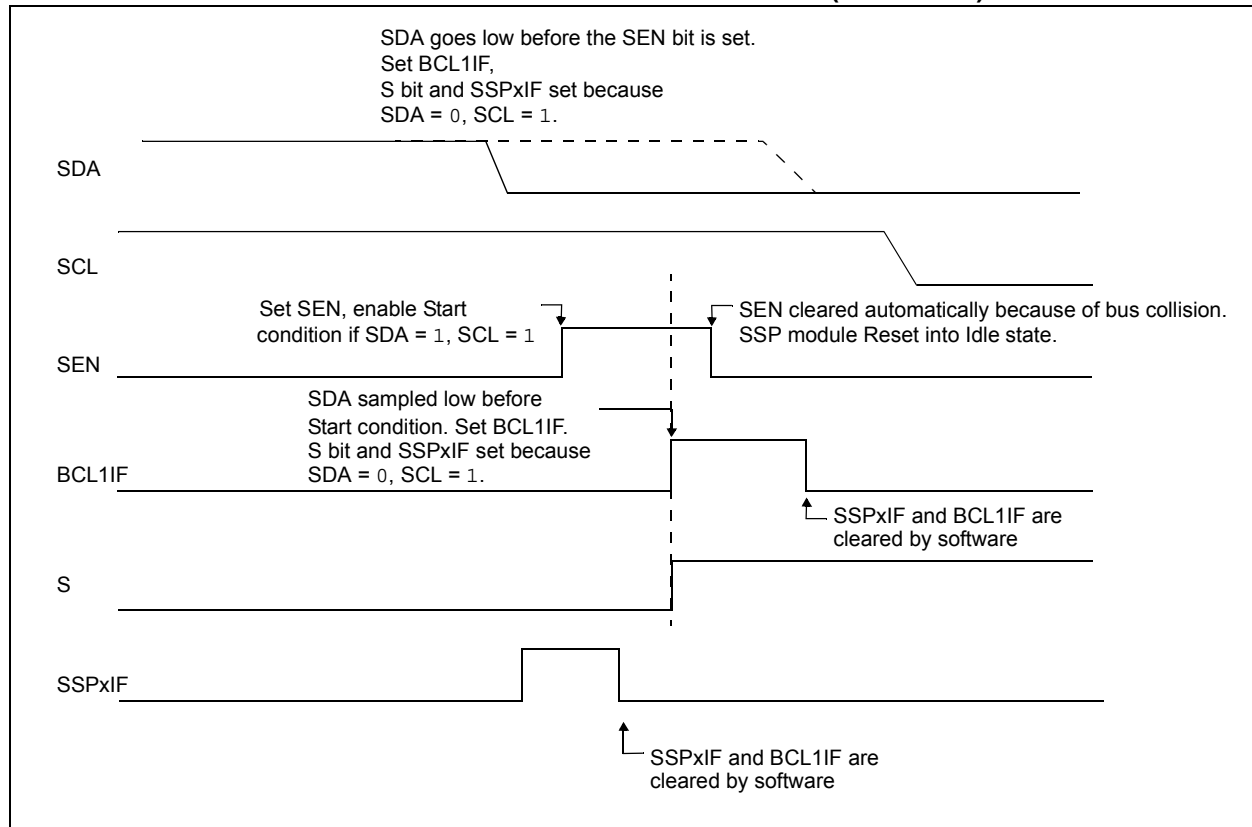 SDA goes low before the SEN bit is set.
Set BCL1IF,
S bit and SSPxIF set because
SDA = 0, SCL = 1.
SDA
SCL
Set SEN, enable Start
condition if SDA = 1, SCL = 1
SEN cleared automatically because of bus collision.
SSP module Reset into Idle state.
SEN
SDA sampled low before
Start condition. Set BCL1IF.
S bit and SSPxIF set because
SDA = 0, SCL = 1.
BCL1IF
SSPxIF and BCL1IF are
cleared by software
S
SSPxIF
SSPxIF and BCL1IF are
cleared by software